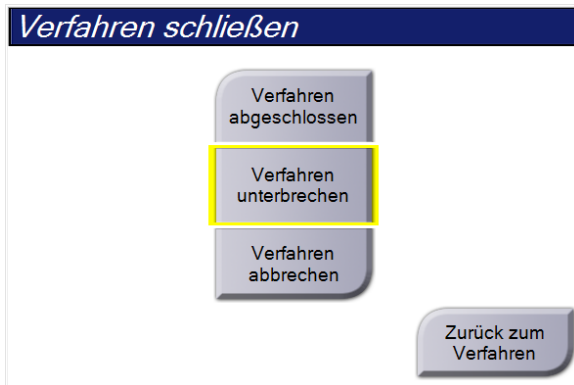 Verfahren schließen
Verfahren
abgeschlossen
Verfahren
unterbrechen
Verfahren
abbrechen
Zurück zum
Verfahren